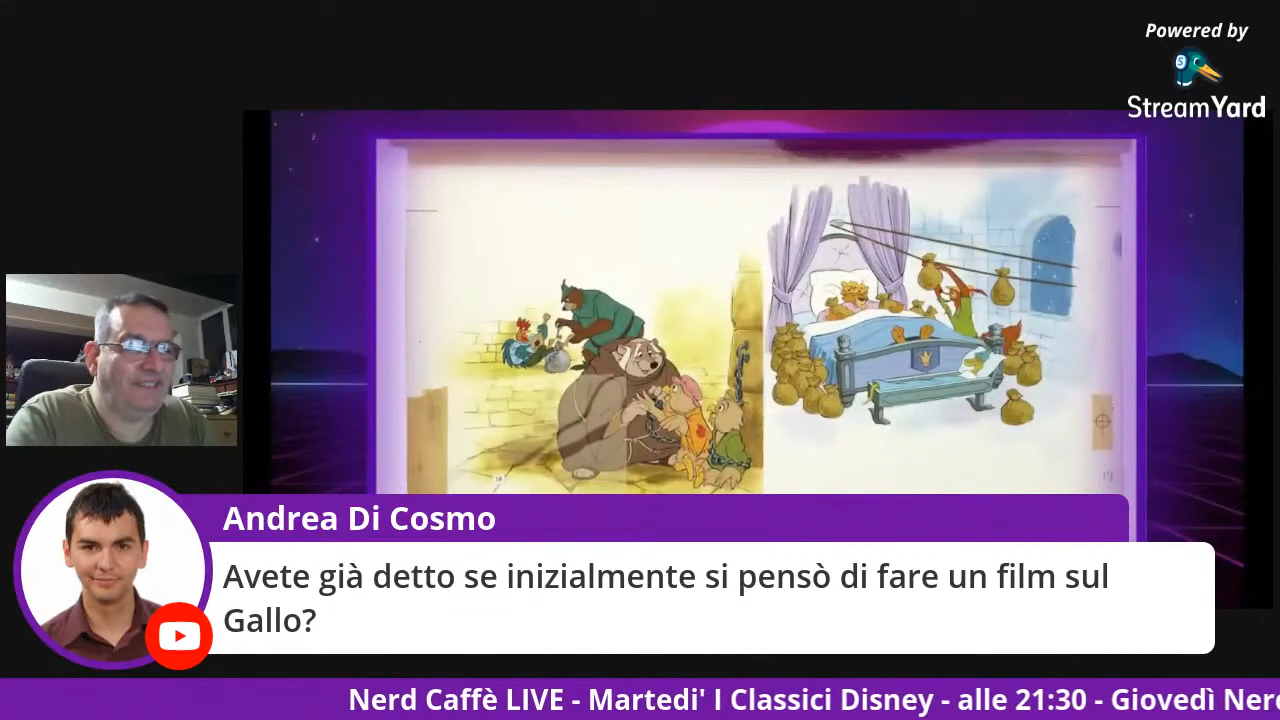 Powered by
StreamYard
Andrea Di Cosmo
Avete già detto se inizialmente si pensò di fare un film sul
Gallo?
Nerd Caffè LIVE - Martedi' I Classici Disney - alle 21:30 - Giovedì Nerd